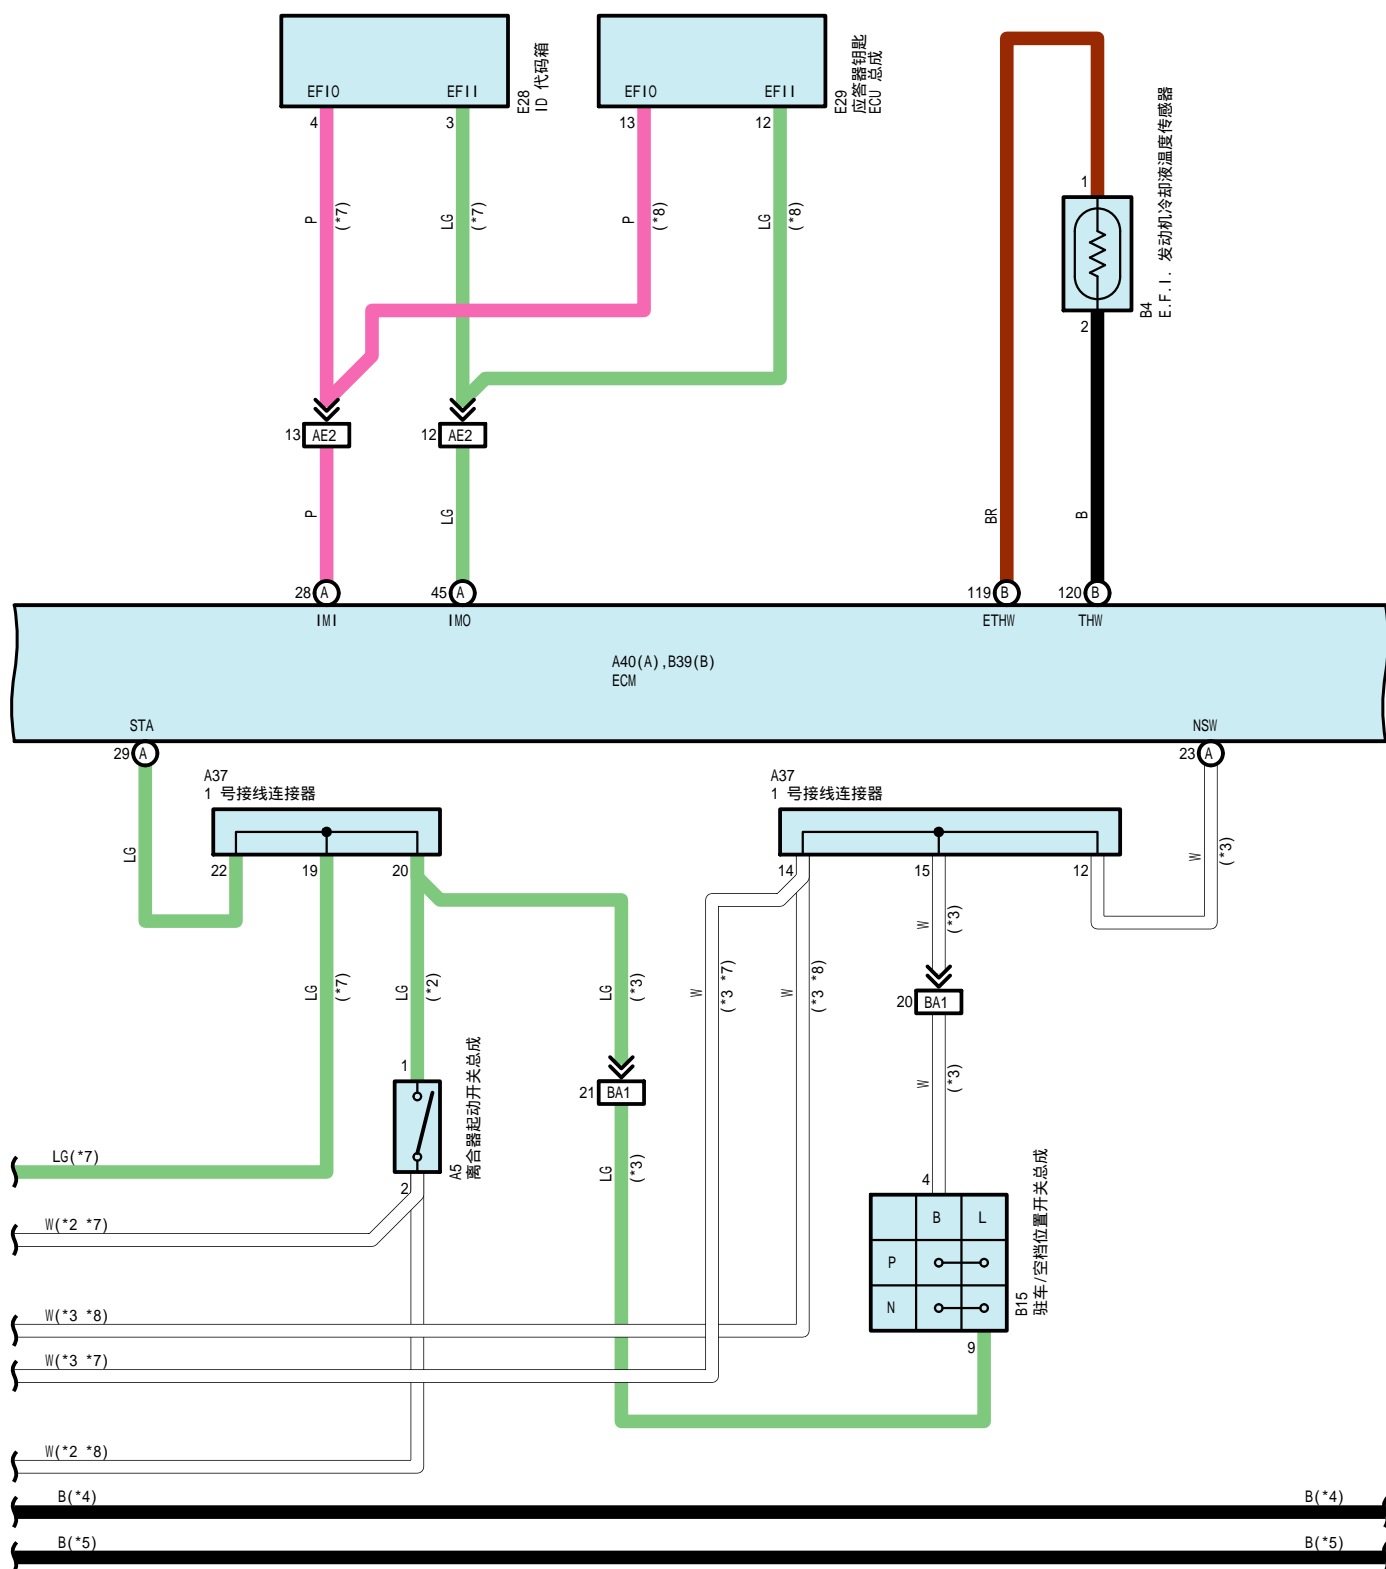 EFIO
EFII
4
3
E28
ID 代码箱
EFIO
EFII
13
12
E29
应答器钥匙
ECU 总成
P
(*7)
LG
(*7)
P
(*8)
LG
(*8)
1
2
B4
E.F.I. 发动机冷却液温度传感器
13 AE2
12 AE2
P
LG
BR
B
28 A
45 A
119 B
120 B
IMI
IMO
ETHW
THW
A40(A),B39(B)
ECM
STA
NSW
29 A
23 A
A37
1 号接线连接器
A37
1 号接线连接器
LG
22
19
20
14
15
12
W
(*3)
W
(*3)
LG
(*7)
LG
(*2)
LG
(*3)
W
(*3 *7)
W
(*3 *8)
20 BA1
1
2
A5
离合器起动开关总成
21 BA1
W
(*3)
LG
(*3)
4
B L
P
N
9
B15
驻车/空档位置开关总成
LG(*7)
W(*2 *7)
W(*3 *8)
W(*3 *7)
W(*2 *8)
B(*4)
B(*4)
B(*5)
B(*5)